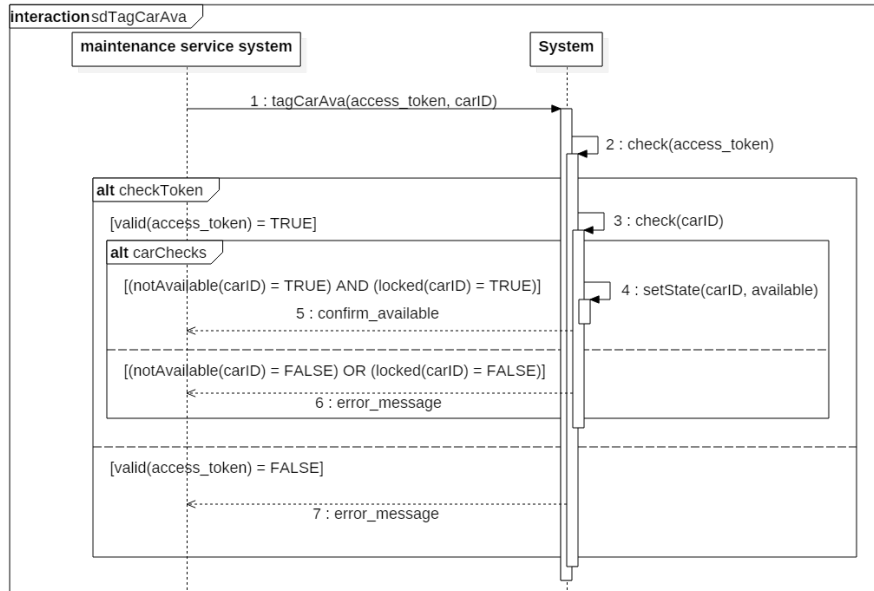 interaction sdTagCarAva
maintenance service system
System
1 : tagCarAva(access_token, carID)
2 : check(access_token)
alt checkToken
[valid(access_token) = TRUE]
3 : check(carID)
alt carChecks
[(notAvailable(carID) = TRUE) AND (locked(carID) = TRUE)]
4 : setState(carID, available)
5 : confirm_available
[(notAvailable(carID) = FALSE) OR (locked(carID) = FALSE)]
6 : error_message
[valid(access_token) = FALSE]
7 : error_message